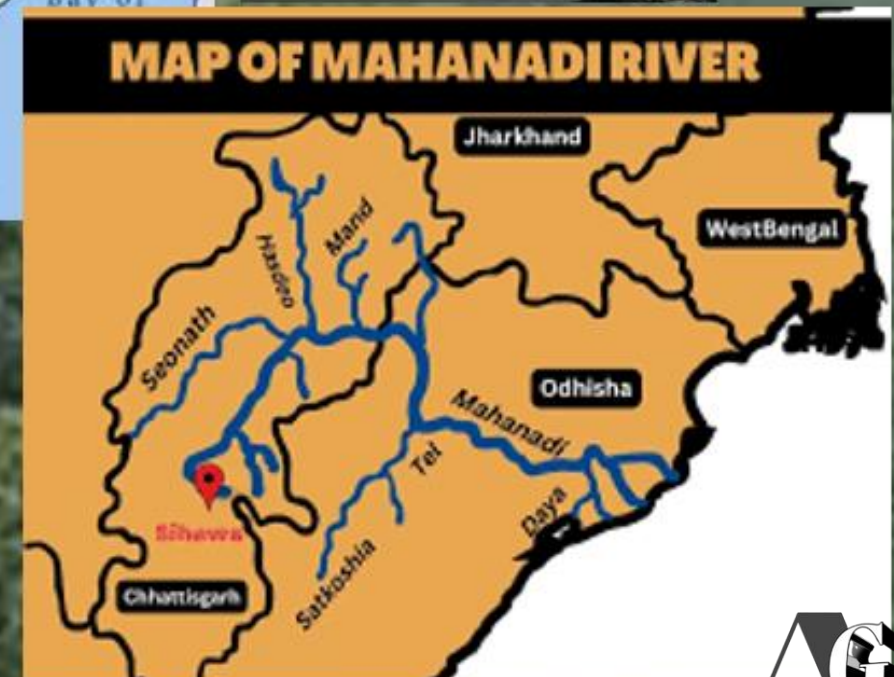 MAP OF MAHANADI RIVER
Jharkhand
WestBengal
Mand
Hasdeo
Seonath
Odhisha
Mahanadi
Tel
Daya
Sihawa
Satkoshia
Chhattisgarh